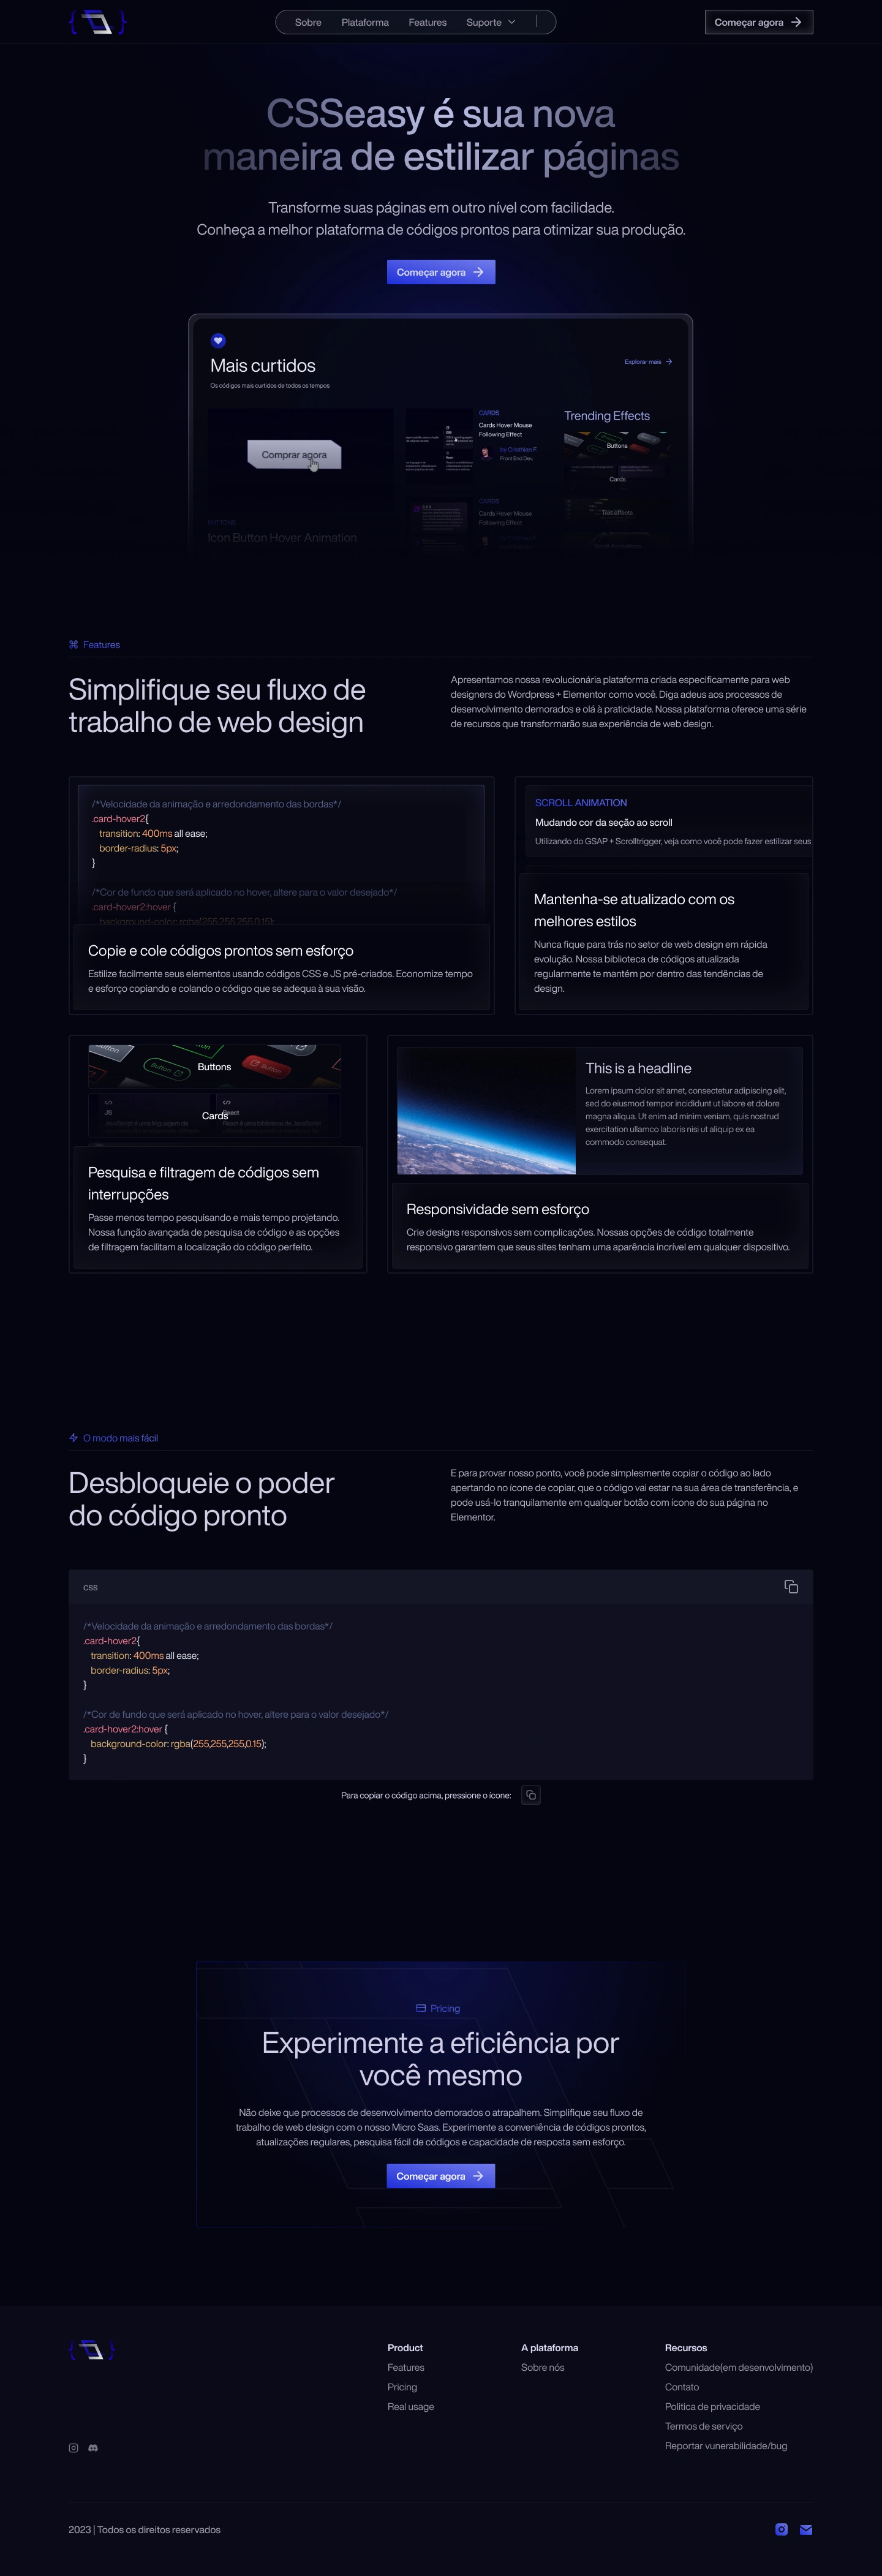 Sobre
Plataforma
Features
Suporte
Começar agora
CSSeasy é sua nova
maneira de estilizar páginas
Transforme suas páginas em outro nível com facilidade.
Conheça a melhor plataforma de códigos prontos para otimizar sua produção.
Começar agora
Mais curtidos
Os códigos mais curtidos de todos os tempos
Explorar mais
Comprar agora
BUTTONS
Icon Button Hover Animation
CARDS
Cards Hover Mouse
Following Effect
by Cristhian F.
Front End Dev.
CARDS
Cards Hover Mouse
Following Effect
Trending Effects
Buttons
Cards
Text effects
Features
Simplifique seu fluxo de
trabalho de web design
Apresentamos nossa revolucionária plataforma criada especificamente para web
designers do Wordpress + Elementor como você. Diga adeus aos processos de
desenvolvimento demorados e olá à praticidade. Nossa plataforma oferece uma série
de recursos que transformarão sua experiência de web design.
/*Velocidade da animação e arredondamento das bordas*/
.card-hover2{
transition: 400ms all ease;
border-radius: 5px;
}
/*Cor de fundo que será aplicado no hover, altere para o valor desejado*/
.card-hover2:hover {
background-color: rgba(255,255,255,0.15);
Copie e cole códigos prontos sem esforço
Estilize facilmente seus elementos usando códigos CSS e JS pré-criados. Economize tempo
e esforço copiando e colando o código que se adequa à sua visão.
SCROLL ANIMATION
Mudando cor da seção ao scroll
Utilizando do GSAP + Scrolltrigger, veja como você pode fazer estilizar seus
Mantenha-se atualizado com os
melhores estilos
Nunca fique para trás no setor de web design em rápida
evolução. Nossa biblioteca de códigos atualizada
regularmente te mantém por dentro das tendências de
design.
Button
Button
Button
Buttons
JS
React
Cards
Pesquisa e filtragem de códigos sem
interrupções
Passe menos tempo pesquisando e mais tempo projetando.
Nossa função avançada de pesquisa de código e as opções
de filtragem facilitam a localização do código perfeito.
This is a headline
Lorem ipsum dolor sit amet, consectetur adipiscing elit,
sed do eiusmod tempor incididunt ut labore et dolore
magna aliqua. Ut enim ad minim veniam, quis nostrud
exercitation ullamco laboris nisi ut aliquip ex ea
commodo consequat.
Responsividade sem esforço
Crie designs responsivos sem complicações. Nossas opções de código totalmente
responsivo garantem que seus sites tenham uma aparência incrível em qualquer dispositivo.
O modo mais fácil
Desbloqueie o poder
do código pronto
E para provar nosso ponto, você pode simplesmente copiar o código ao lado
apertando no ícone de copiar, que o código vai estar na sua área de transferência, e
pode usá-lo tranquilamente em qualquer botão com ícone do sua página no
Elementor.
css
/*Velocidade da animação e arredondamento das bordas*/
.card-hover2{
transition: 400ms all ease;
border-radius: 5px;
}
/*Cor de fundo que será aplicado no hover, altere para o valor desejado*/
.card-hover2:hover {
background-color: rgba(255,255,255,0.15);
}
Para copiar o código acima, pressione o ícone:
Pricing
Experimente a eficiência por
você mesmo
Não deixe que processos de desenvolvimento demorados o atrapalhem. Simplifique seu fluxo de
trabalho de web design com o nosso Micro Saas. Experimente a conveniência de códigos prontos,
atualizações regulares, pesquisa fácil de códigos e capacidade de resposta sem esforço.
Começar agora
Product
Features
Pricing
Real usage
A plataforma
Sobre nós
Recursos
Comunidade(em desenvolvimento)
Contato
Politica de privacidade
Termos de serviço
Reportar vunerabilidade/bug
2023 | Todos os direitos reservados